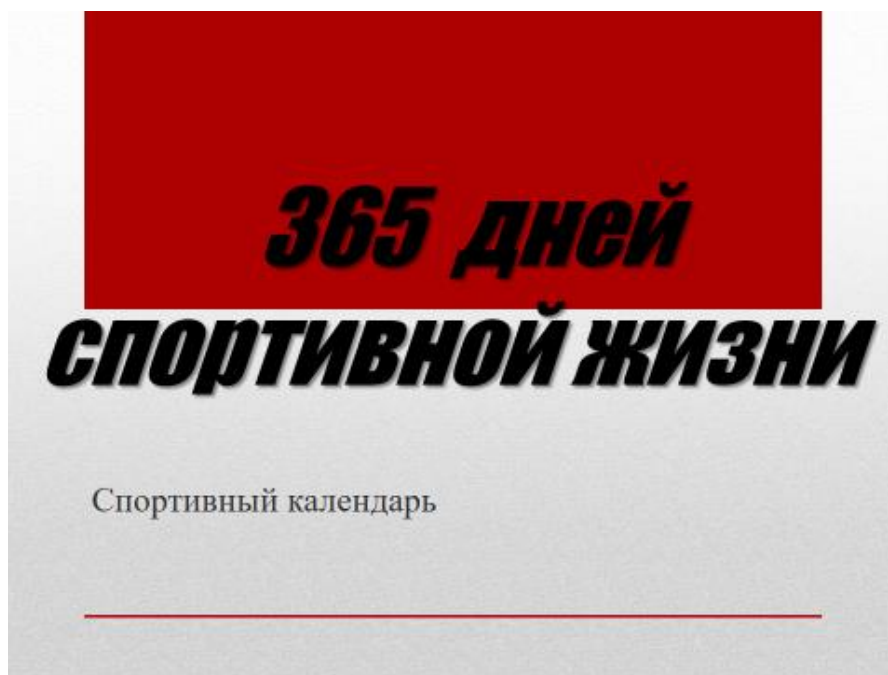 365 дней
спортивной жизни
Спортивный календарь